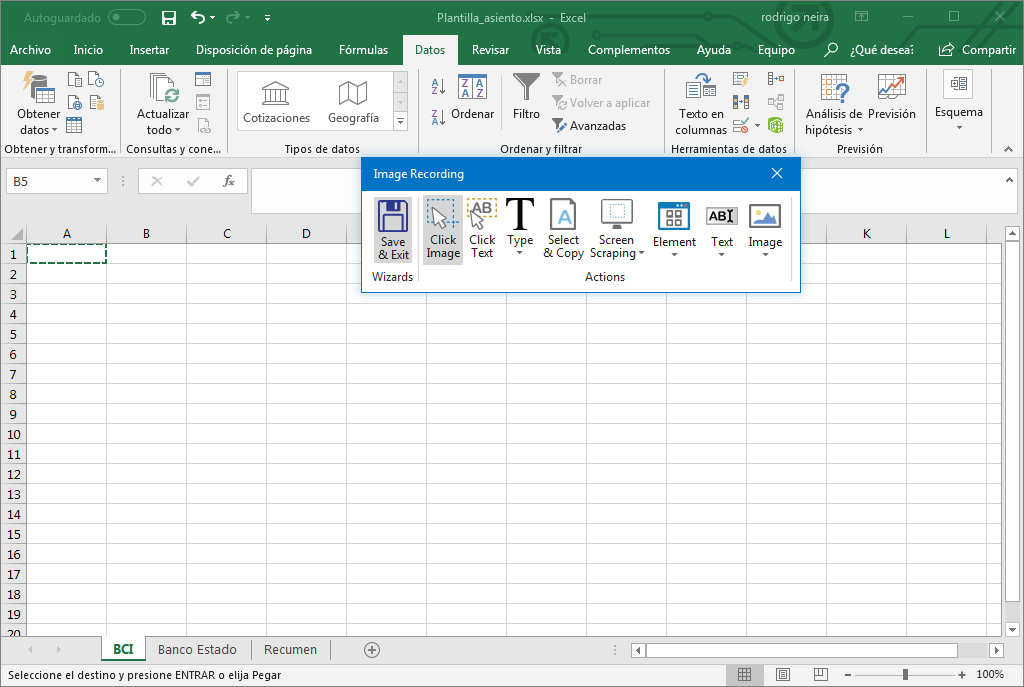 Autoguardado
Plantilla_asiento.xlsx - Excel
rodrigo neira
Archivo Inicio Insertar Disposición de página Fórmulas Datos Revisar Vista Complementos Ayuda Equipo ¿Qué desea? Compartir
Obtener
datos
Actualizar
todo
Cotizaciones
Geografía
Ordenar
Filtro
Borrar
Volver a aplicar
Avanzadas
Texto en
columnas
Análisis de
hipótesis
Previsión
Esquema
Obtener y transform... Consultas y cone... Tipos de datos Ordenar y filtrar Herramientas de datos Previsión
B5
fx
Image Recording
Save
& Exit
Click
Image
AB
Click
Text
T
Type
A
Select
& Copy
Screen
Scraping
Element
AB
Text
Image
Wizards Actions
A B C D K L
1
2
3
4
5
6
7
8
9
10
11
12
13
14
15
16
17
18
19
20
BCI Banco Estado Resumen
Seleccione el destino y presione ENTRAR o elija Pegar
100%